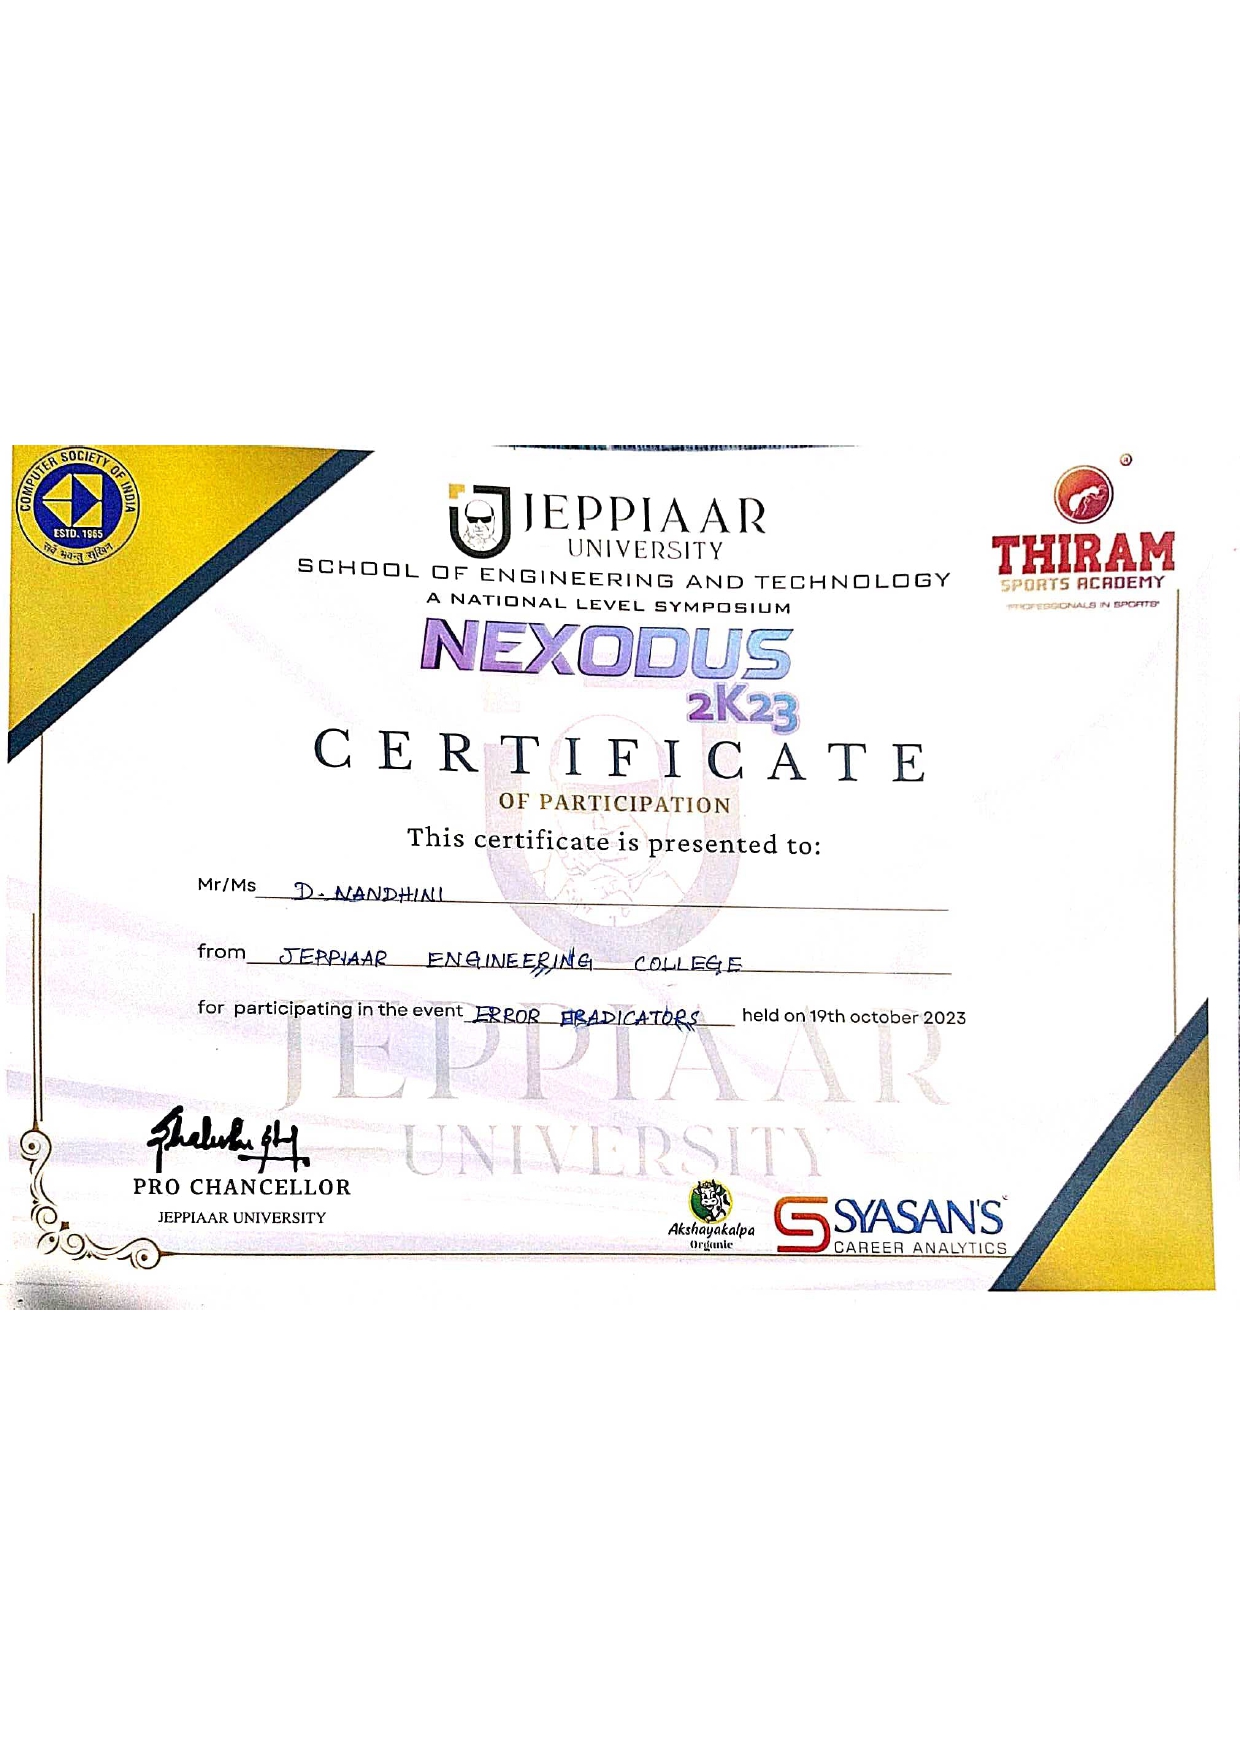 COMPUTER SOCIETY OF INDIA
ESTD. 1965
सर्वे भवन्तु सुखिनः
JEPPIAAR
UNIVERSITY
THIRAM
SPORTS ACADEMY
"PROFESSIONALS IN SPORTS"
SCHOOL OF ENGINEERING AND TECHNOLOGY
A NATIONAL LEVEL SYMPOSIUM
NEXODUS
2K23
CERTIFICATE
OF PARTICIPATION
This certificate is presented to:
Mr/Ms D. NANDHINI
from JEPPIAAR ENGINEERING COLLEGE
for participating in the event ERROR ERADICATORS held on 19th october 2023
JEPPIAAR
UNIVERSITY
PRO CHANCELLOR
JEPPIAAR UNIVERSITY
Akshayakalpa
Organic
SYASAN'S
CAREER ANALYTICS